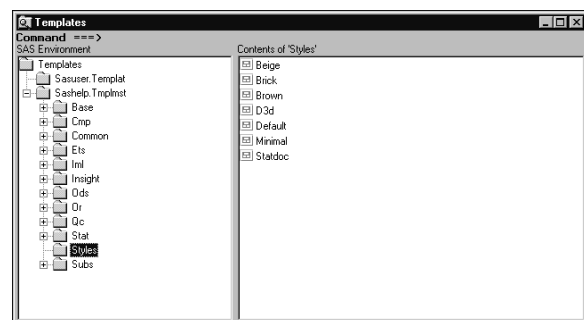 Templates
Command ===>
SAS Environment
Contents of 'Styles'
Templates
Sasuser.Templat
Sashelp.Tmplmst
Base
Cmp
Common
Ets
Iml
Insight
Ods
Or
Qc
Stat
Styles
Subs
Beige
Brick
Brown
D3d
Default
Minimal
Statdoc